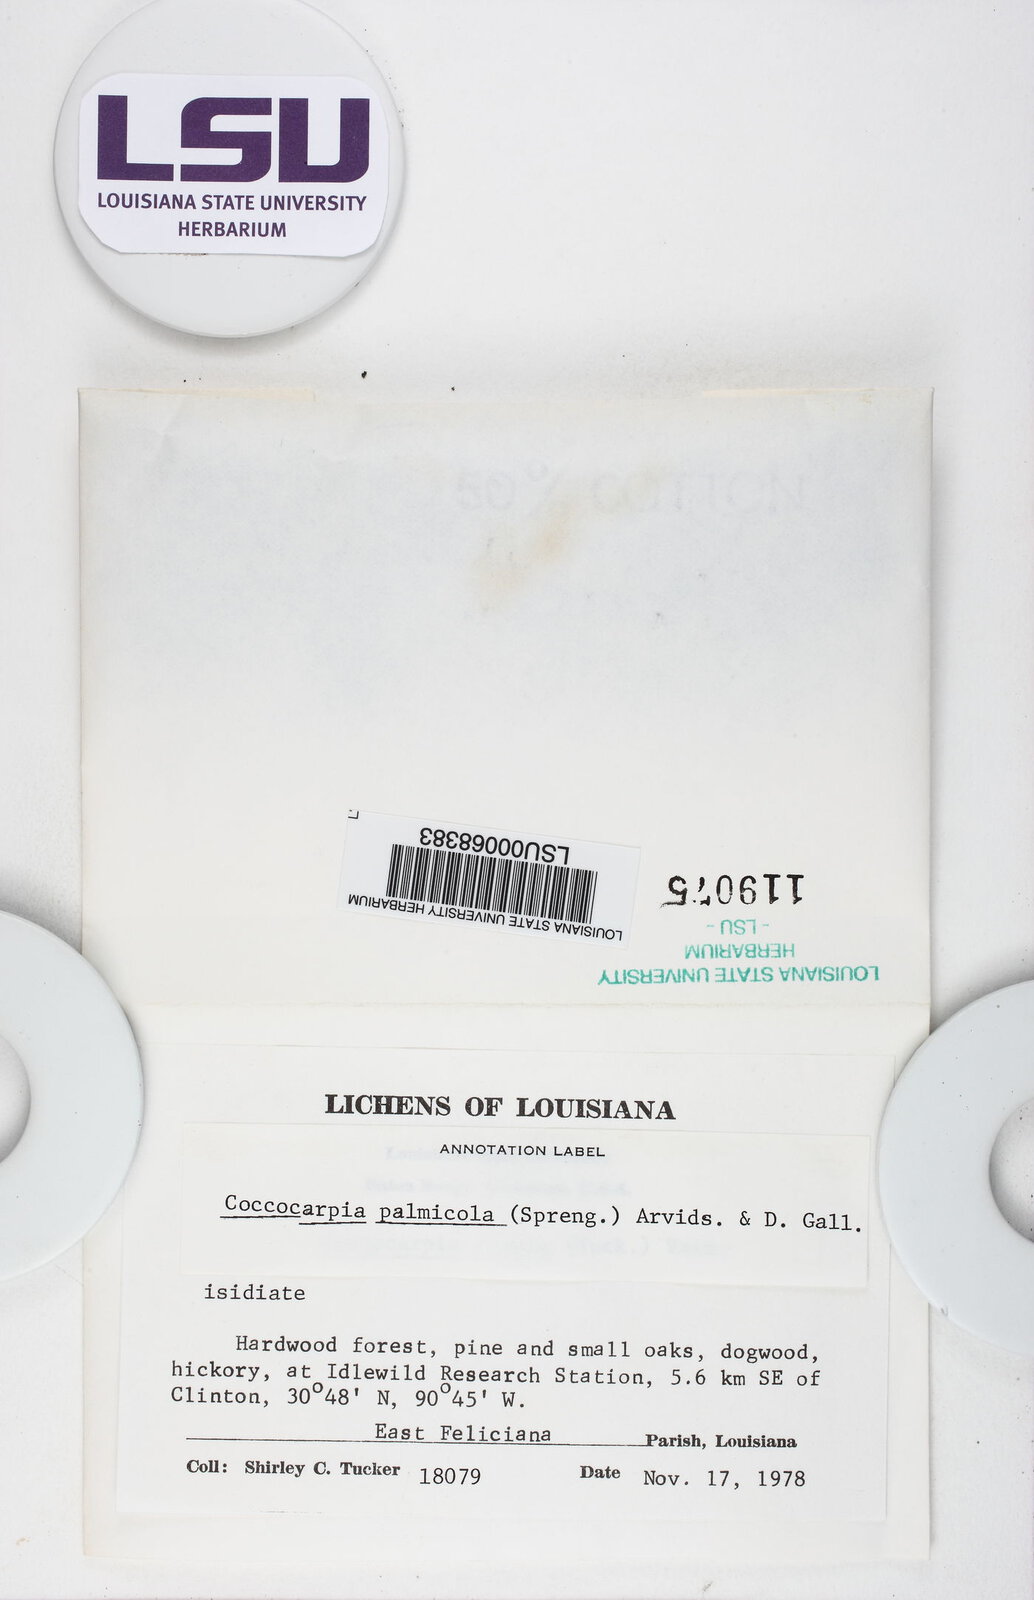 LSU
LOUISIANA STATE UNIVERSITY
HERBARIUM
50% COTTON
LSU00068383
LOUISIANA STATE UNIVERSITY HERBARIUM
119075
- LSU -
HERBARIUM
LOUISIANA STATE UNIVERSITY
LICHENS OF LOUISIANA
ANNOTATION LABEL
Coccocarpia palmicola (Spreng.) Arvids. & D. Gall.
isidiate
Hardwood forest, pine and small oaks, dogwood,
hickory, at Idlewild Research Station, 5.6 km SE of
Clinton, 30°48' N, 90°45' W.
East Feliciana Parish, Louisiana
Coll: Shirley C. Tucker 18079 Date Nov. 17, 1978